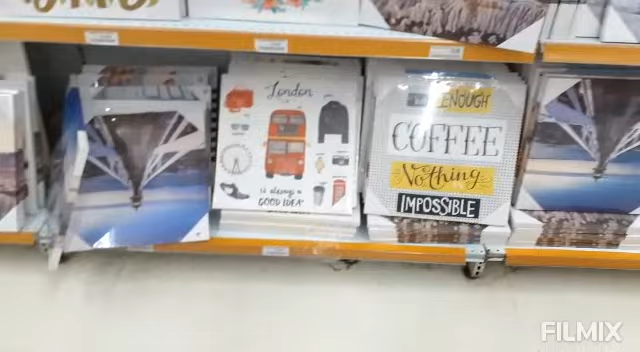 London
is always a
GOOD IDEA
ENOUGH
COFFEE
Nothing
IMPOSSIBLE
FILMIX